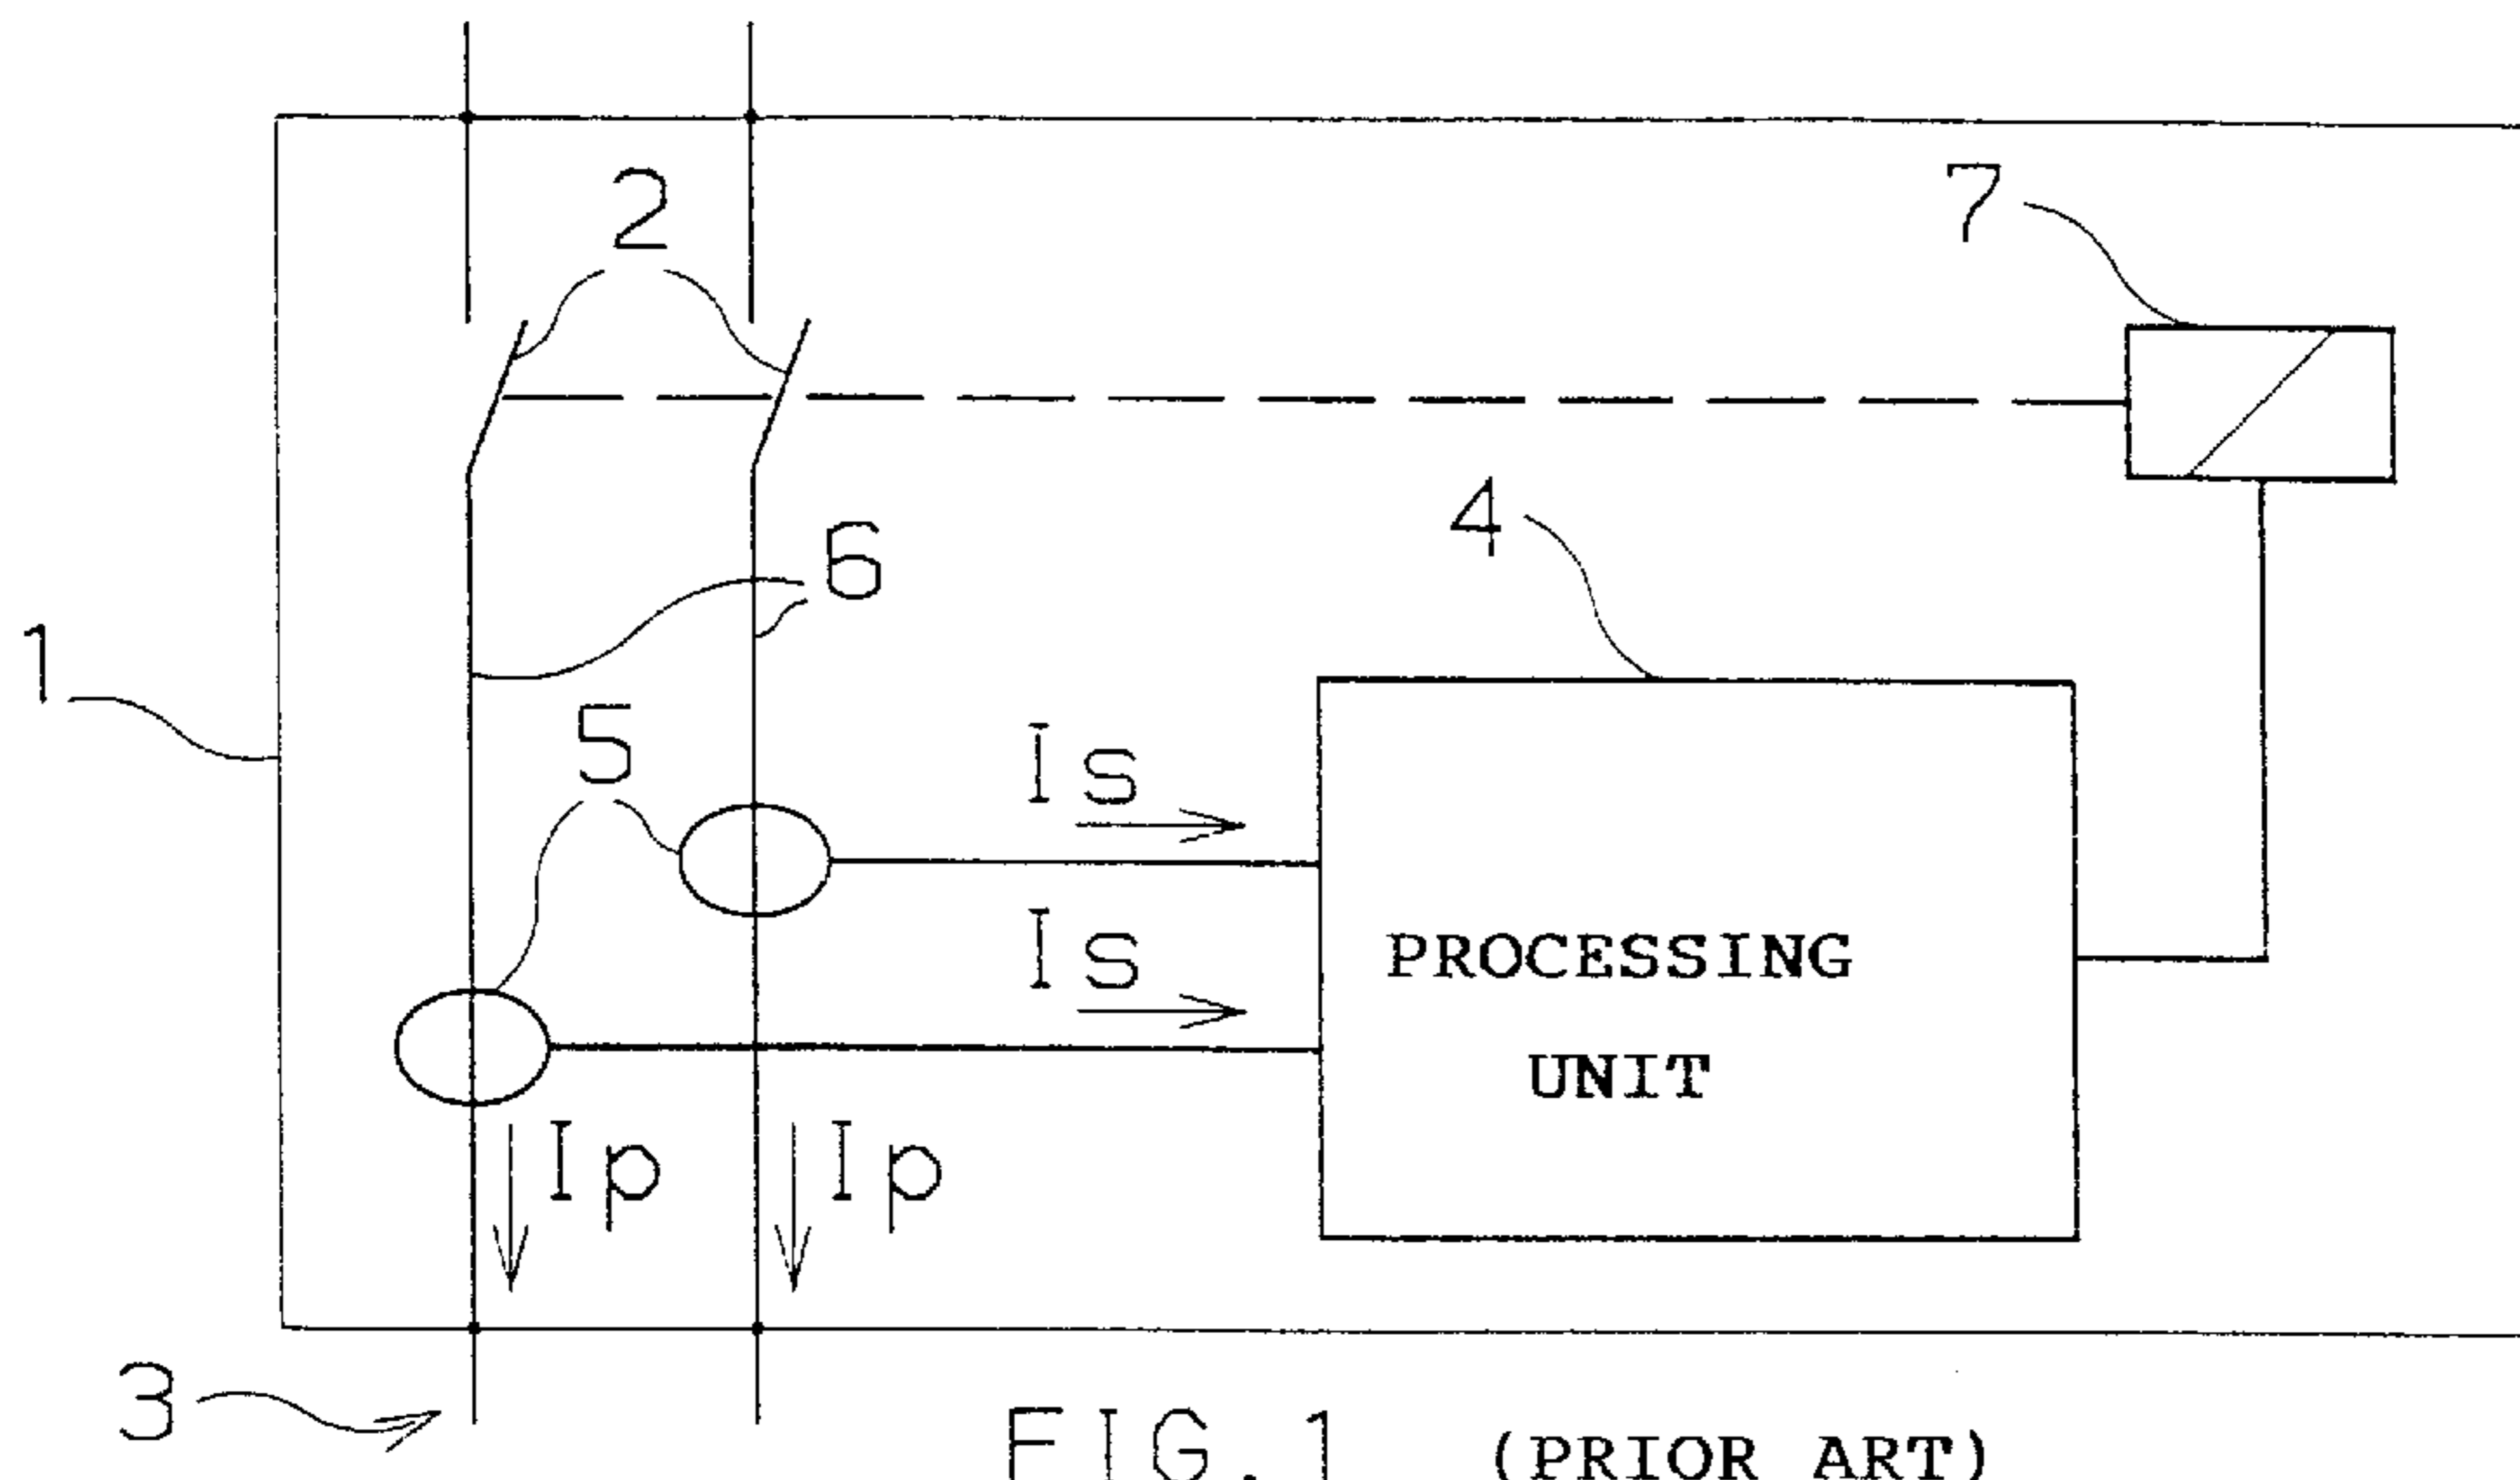 2
7
4
6
1
5
Is
Is
PROCESSING
UNIT
Ip Ip
3
FIG. 1 (PRIOR ART)